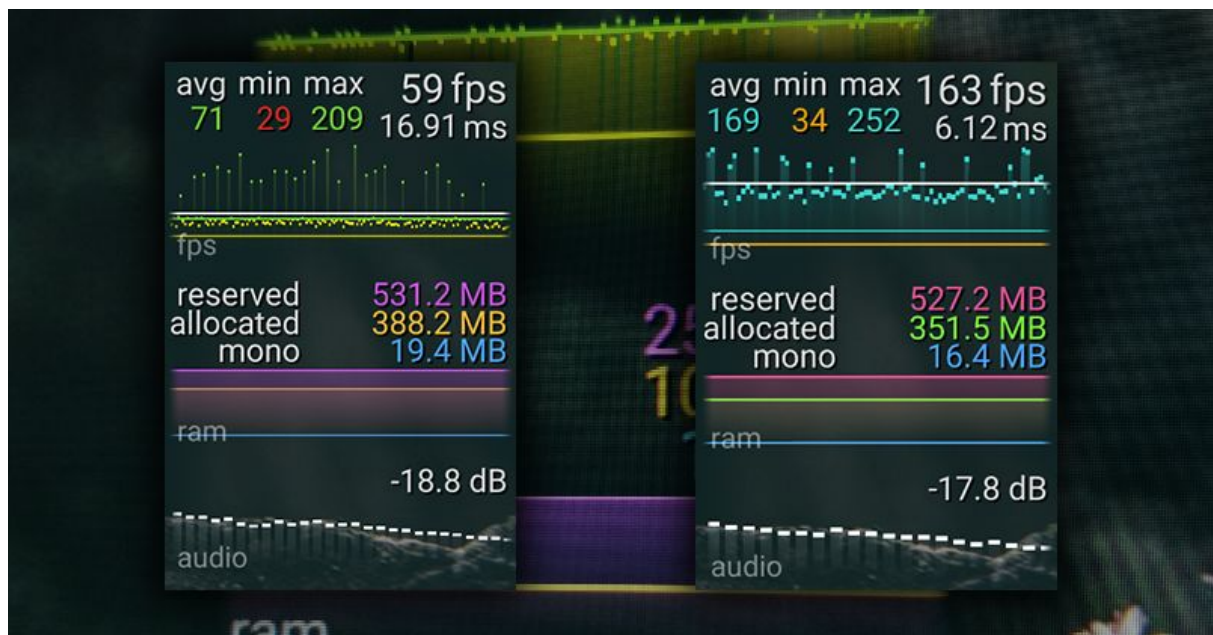 avg min max 59 fps
71 29 209 16.91 ms
fps
reserved 531.2 MB
allocated 388.2 MB
mono 19.4 MB
ram
-18.8 dB
audio
avg min max 163 fps
169 34 252 6.12 ms
fps
reserved 527.2 MB
allocated 351.5 MB
mono 16.4 MB
ram
-17.8 dB
audio
ram